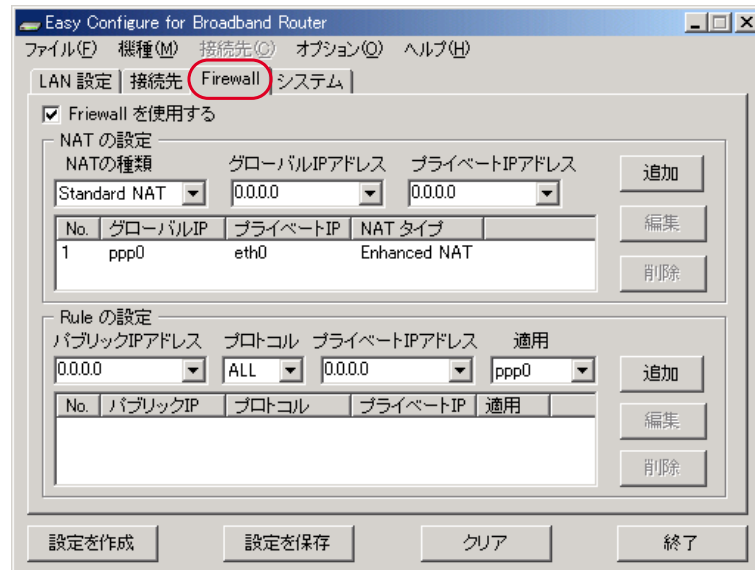 Easy Configure for Broadband Router
ファイル(F) 機種(M) 接続先(C) オプション(O) ヘルプ(H)
LAN 設定 接続先 Firewall システム
Friewall を使用する
NAT の設定
NATの種類 グローバルIPアドレス プライベートIPアドレス
Standard NAT 0.0.0.0 0.0.0.0 追加
No. グローバルIP プライベートIP NAT タイプ 編集
1 ppp0 eth0 Enhanced NAT
削除
Rule の設定
パブリックIPアドレス プロトコル プライベートIPアドレス 適用
0.0.0.0 ALL 0.0.0.0 ppp0 追加
No. パブリックIP プロトコル プライベートIP 適用
編集
削除
設定を作成 設定を保存 クリア 終了